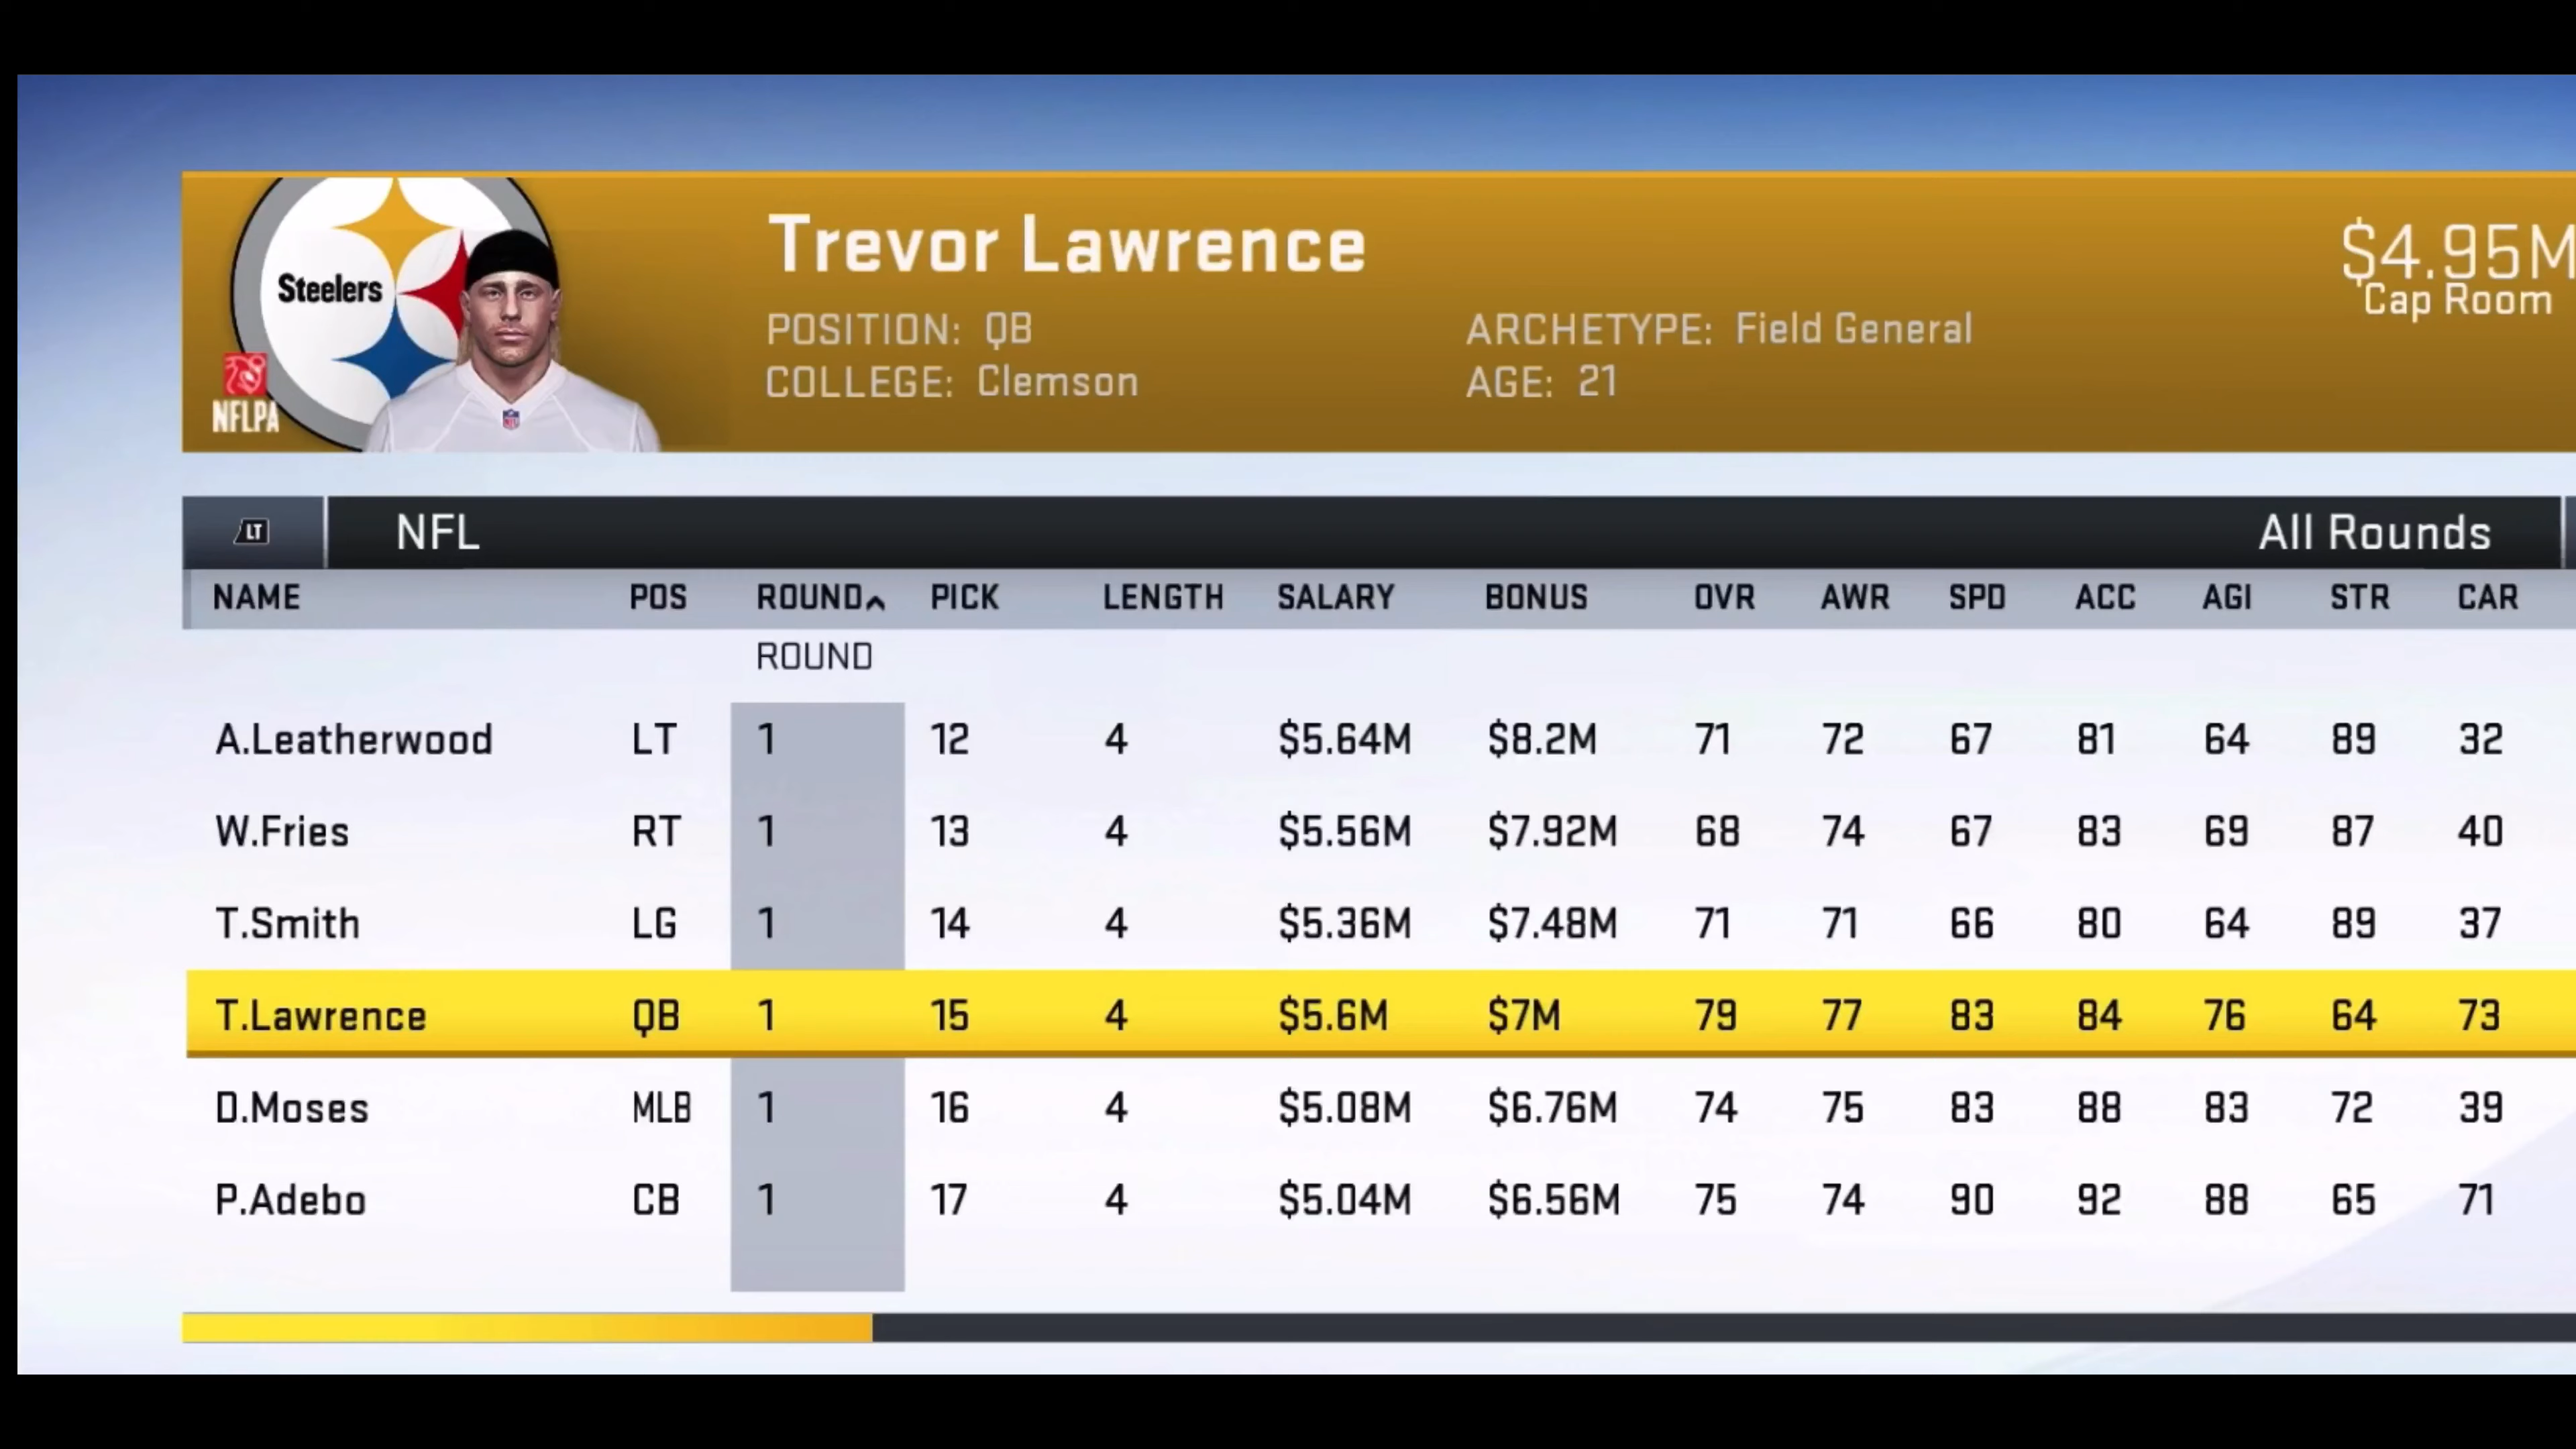 Steelers
NFLPA
Trevor Lawrence
POSITION: QB
ARCHETYPE: Field General
COLLEGE: Clemson
AGE: 21
$4.95M
Cap Room
LT NFL All Rounds
NAME POS ROUND PICK LENGTH SALARY BONUS OVR AWR SPD ACC AGI STR CAR
ROUND
A.Leatherwood LT 1 12 4 $5.64M $8.2M 71 72 67 81 64 89 32
W.Fries RT 1 13 4 $5.56M $7.92M 68 74 67 83 69 87 40
T.Smith LG 1 14 4 $5.36M $7.48M 71 71 66 80 64 89 37
T.Lawrence QB 1 15 4 $5.6M $7M 79 77 83 84 76 64 73
D.Moses MLB 1 16 4 $5.08M $6.76M 74 75 83 88 83 72 39
P.Adebo CB 1 17 4 $5.04M $6.56M 75 74 90 92 88 65 71